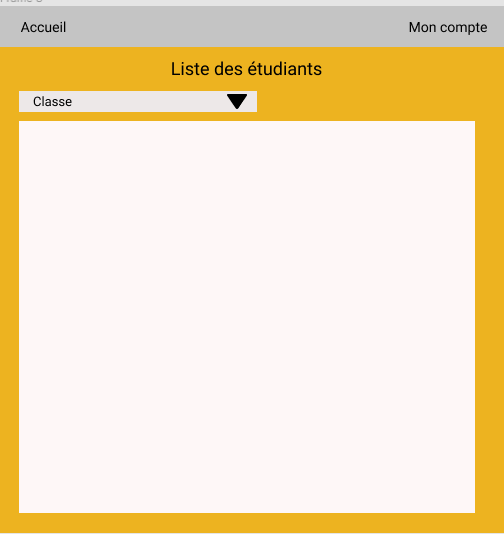 Accueil
Mon compte
Liste des étudiants
Classe